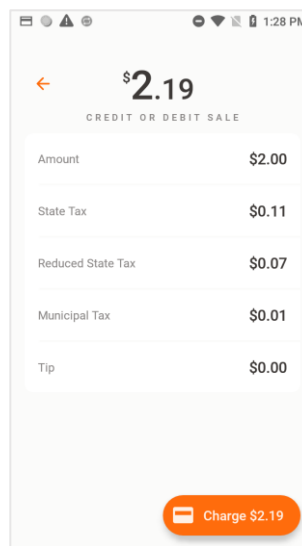 1:28 PM
$2.19
CREDIT OR DEBIT SALE
Amount $2.00
State Tax $0.11
Reduced State Tax $0.07
Municipal Tax $0.01
Tip $0.00
Charge $2.19